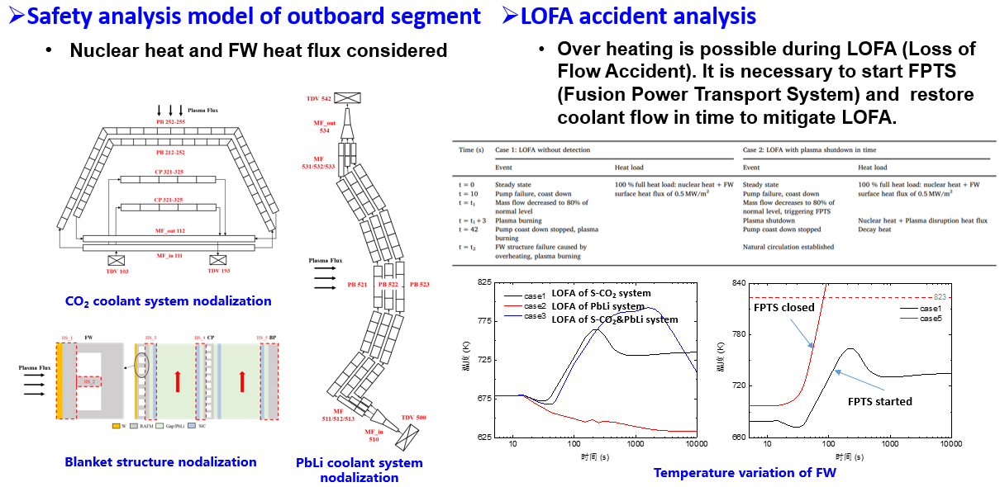 ➢Safety analysis model of outboard segment
• Nuclear heat and FW heat flux considered
Plasma Flux
PB 252-255
PB 212-252
CP 321-325
CP 321-325
MF_out 112
MF_in 111
TDV 103
TDV 193
CO₂ coolant system nodalization
HS_1
FW
HS_3
HS_4
CP
HS_5
BP
Plasma Flux
HS_2
W
RAFM
Gap/PbLi
SiC
Blanket structure nodalization
TDV 542
MF_out
534
MF
531/532/533
Plasma Flux
PB 521
PB 522
PB 523
MF
511/512/513
MF_in
510
TDV 500
PbLi coolant system
nodalization
➢LOFA accident analysis
• Over heating is possible during LOFA (Loss of
Flow Accident). It is necessary to start FPTS
(Fusion Power Transport System) and restore
coolant flow in time to mitigate LOFA.
Time (s) Case 1: LOFA without detection Case 2: LOFA with plasma shutdown in time
Event Heat load Event Heat load
t = 0 Steady state 100 % full heat load: nuclear heat + FW Steady state 100 % full heat load: nuclear heat + FW
t = 10 Pump failure, coast down surface heat flux of 0.5 MW/m² Pump failure, coast down surface heat flux of 0.5 MW/m²
t = t₁ Mass flow decreased to 80% of Mass flow decreases to 80% of
normal level normal level, triggering FPTS
t = t₁+3 Plasma burning Plasma shutdown Nuclear heat + Plasma disruption heat flux
t = 42 Pump coast down stopped, plasma Pump coast down stopped Decay heat
burning
t = t₂ FW structure failure caused by Natural circulation established
overheating, plasma burning
825
775
725
675
625
温度 (K)
case1 LOFA of S-CO₂ system
case2 LOFA of PbLi system
case3 LOFA of S-CO₂&PbLi system
10 100 1000 10000
时间 (s)
840
780
720
660
温度 (K)
823
FPTS closed
case1
case5
FPTS started
10 100 1000 10000
时间 (s)
Temperature variation of FW